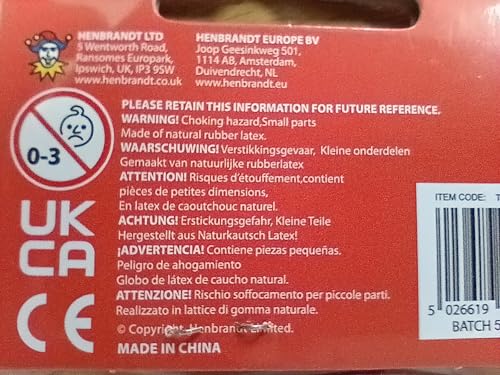 HENBRANDT LTD
5 Wentworth Road,
Ransomes Europark,
Ipswich, UK, IP3 9SW
www.henbrandt.co.uk
HENBRANDT EUROPE BV
Joop Geesinkweg 501,
1114 AB, Amsterdam,
Duivendrecht, NL
www.henbrandt.eu
0-3
PLEASE RETAIN THIS INFORMATION FOR FUTURE REFERENCE.
WARNING! Choking hazard,Small parts
Made of natural rubber latex.
WAARSCHUWING! Verstikkingsgevaar, Kleine onderdelen
Gemaakt van natuurlijke rubberlatex
ATTENTION! Risques d'étouffement,contient
pièces de petites dimensions,
En latex de caoutchouc naturel.
ACHTUNG! Erstickungsgefahr, Kleine Teile
Hergestellt aus Naturkautsch Latex!
¡ADVERTENCIA! Contiene piezas pequeñas.
Peligro de ahogamiento
Globo de látex de caucho natural.
ATTENZIONE! Rischio soffocamento per piccole parti.
Realizzato in lattice di gomma naturale.
© Copyright Henbrandt Limited.
MADE IN CHINA
UK
CA
CE
ITEM CODE: T
5 026619
BATCH 5